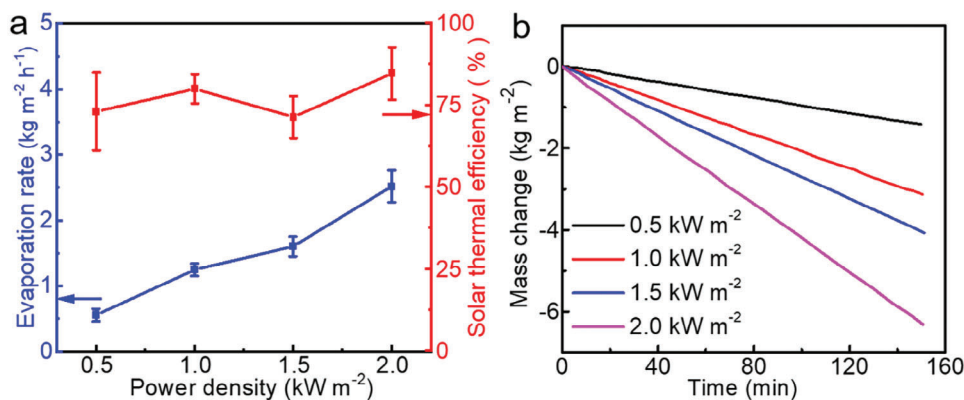 a
5
4
3
2
1
0
Evaporation rate (kg m⁻² h⁻¹)
100
75
50
25
0
Solar thermal efficiency ( % )
0.5 1.0 1.5 2.0
Power density (kW m⁻²)
b
0
-2
-4
-6
Mass change (kg m⁻²)
0.5 kW m⁻²
1.0 kW m⁻²
1.5 kW m⁻²
2.0 kW m⁻²
0 40 80 120 160
Time (min)